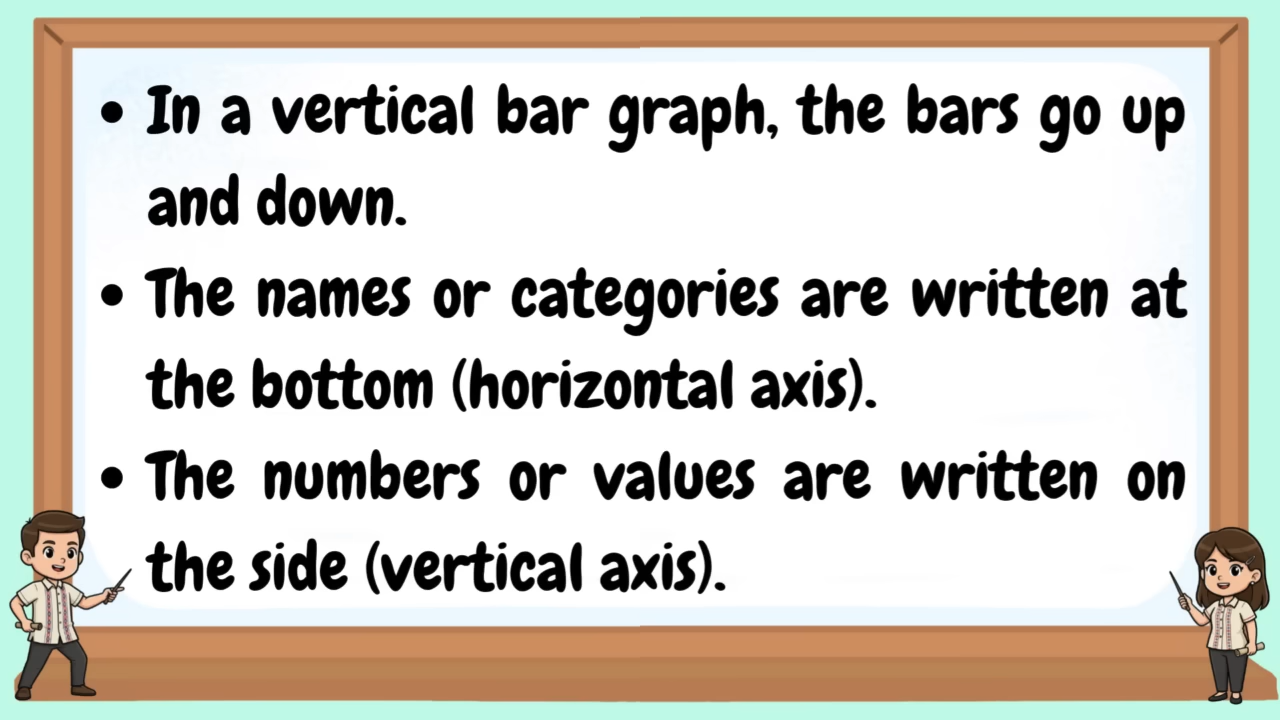 • In a vertical bar graph, the bars go up
and down.
• The names or categories are written at
the bottom (horizontal axis).
• The numbers or values are written on
the side (vertical axis).